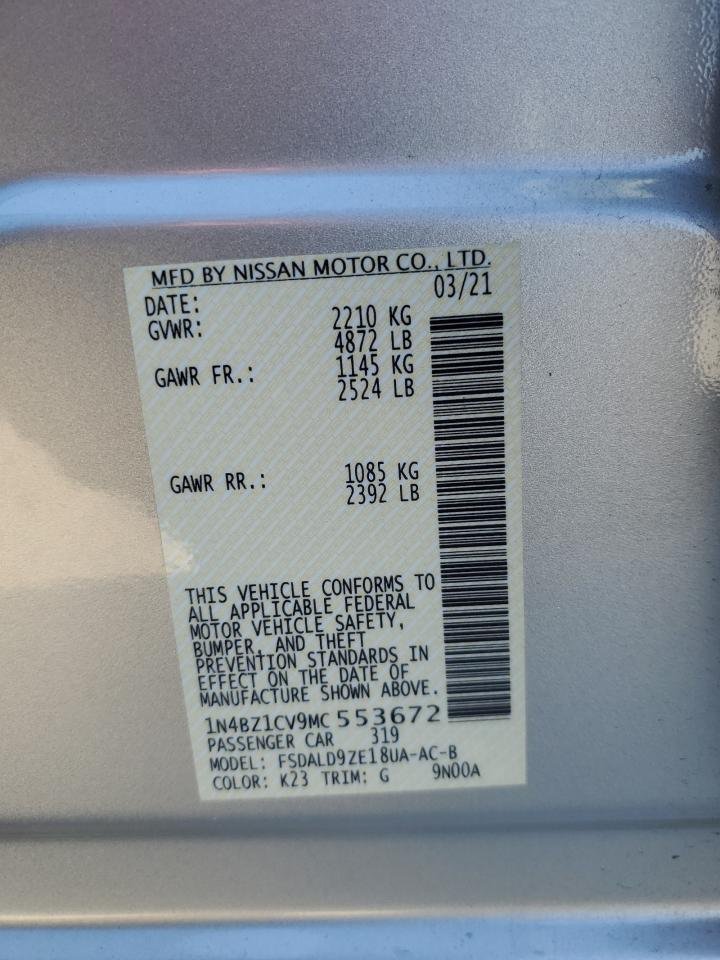 MFD BY NISSAN MOTOR CO., LTD.
DATE: 03/21
GVWR: 2210 KG
4872 LB
GAWR FR.: 1145 KG
2524 LB
GAWR RR.: 1085 KG
2392 LB
THIS VEHICLE CONFORMS TO
ALL APPLICABLE FEDERAL
MOTOR VEHICLE SAFETY,
BUMPER, AND THEFT
PREVENTION STANDARDS IN
EFFECT ON THE DATE OF
MANUFACTURE SHOWN ABOVE.
1N4BZ1CV9MC 553672
PASSENGER CAR 319
MODEL: FSDALD9ZE18UA-AC-B
COLOR: K23 TRIM: G 9N00A